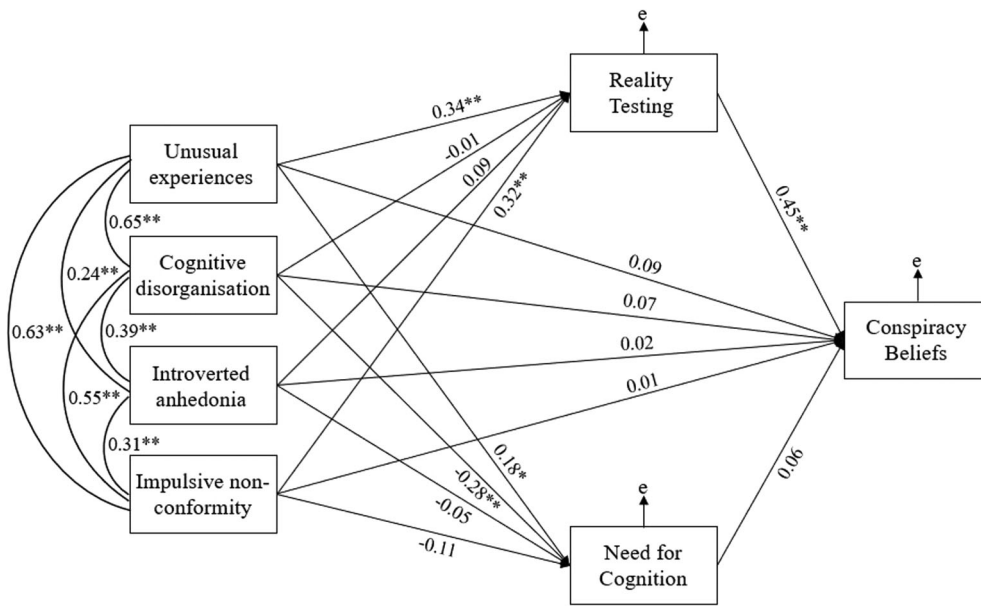 e
Reality
Testing
Unusual
experiences
0.34**
-0.01
0.09
0.32**
0.65**
Cognitive
disorganisation
0.24**
0.63**
0.39**
0.45**
0.09
0.07
0.02
0.01
e
Conspiracy
Beliefs
Introverted
anhedonia
0.55**
0.31**
Impulsive non-
conformity
0.18*
-0.28**
-0.05
-0.11
0.06
e
Need for
Cognition